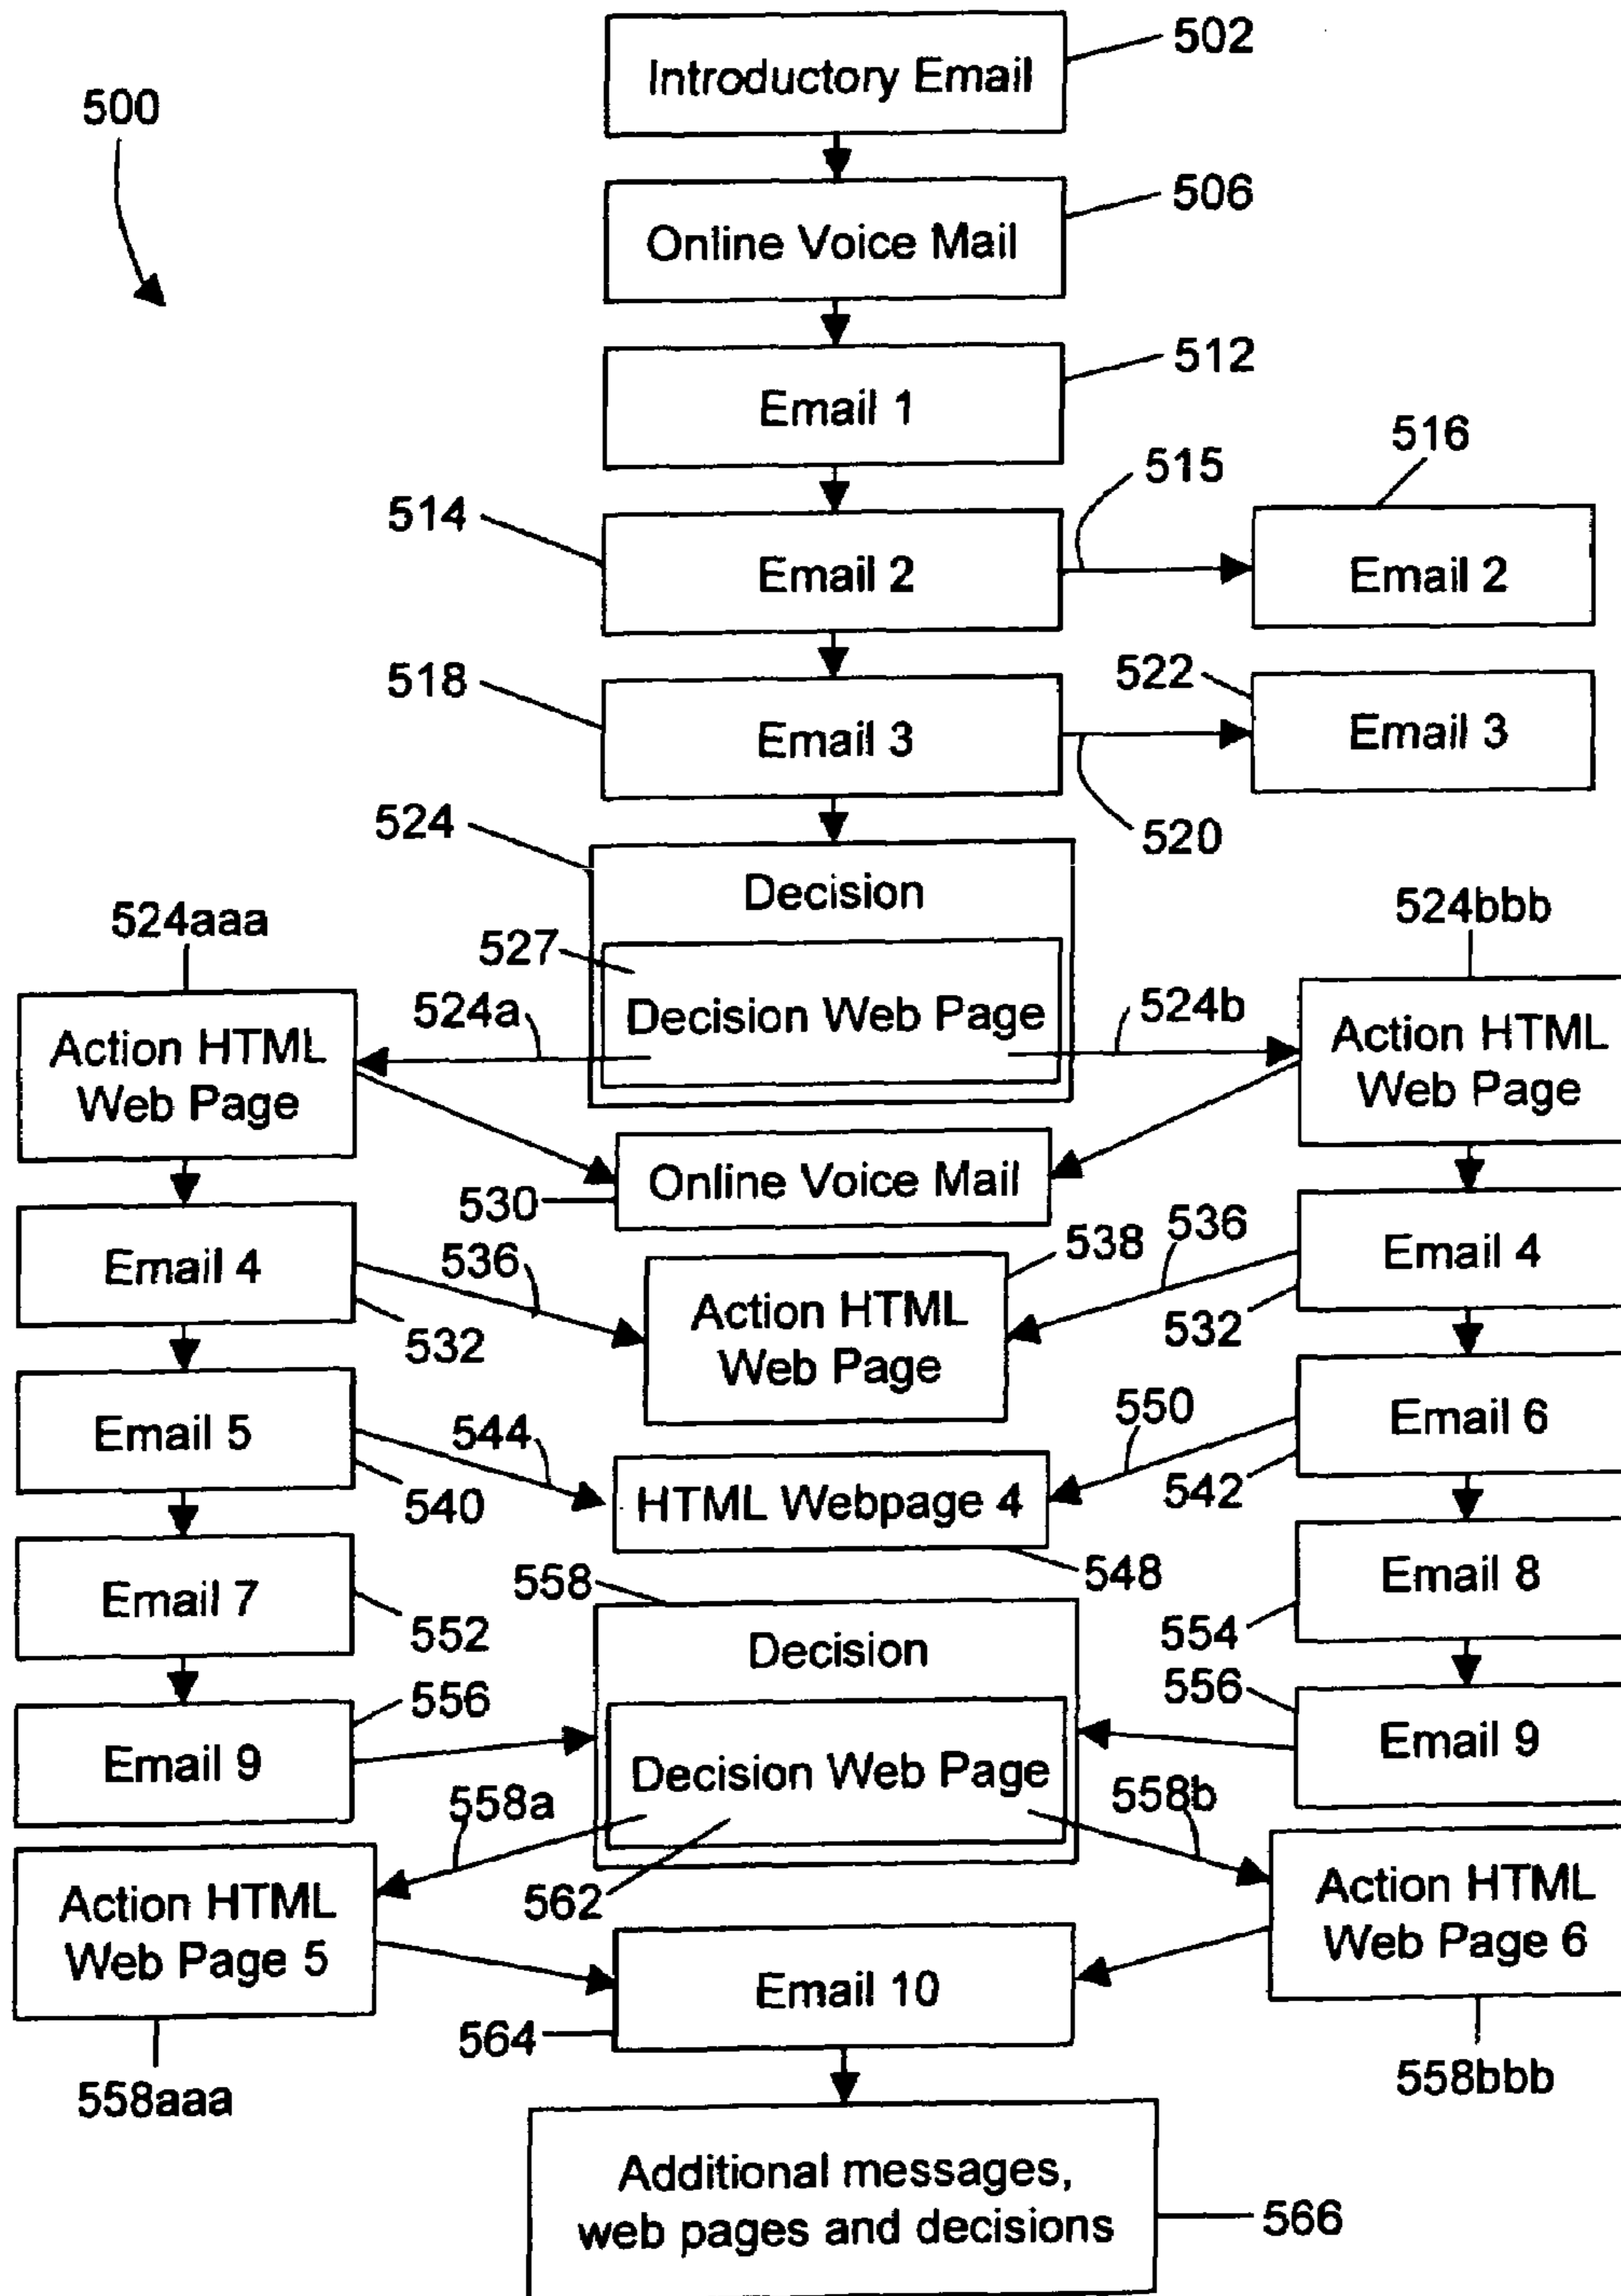 502
Introductory Email
500
506
Online Voice Mail
512
Email 1
516
515
514
Email 2
Email 2
518
522
Email 3
Email 3
524
520
Decision
524aaa
524bbb
527
Decision Web Page
524a
524b
Action HTML
Web Page
Action HTML
Web Page
Online Voice Mail
530
Email 4
536
538
536
Email 4
532
Action HTML
Web Page
532
Email 5
544
550
Email 6
540
HTML Webpage 4
542
548
Email 7
558
Email 8
552
Decision
554
556
556
Email 9
Decision Web Page
Email 9
558a
558b
562
Action HTML
Web Page 5
Action HTML
Web Page 6
Email 10
564
558aaa
558bbb
Additional messages,
web pages and decisions
566